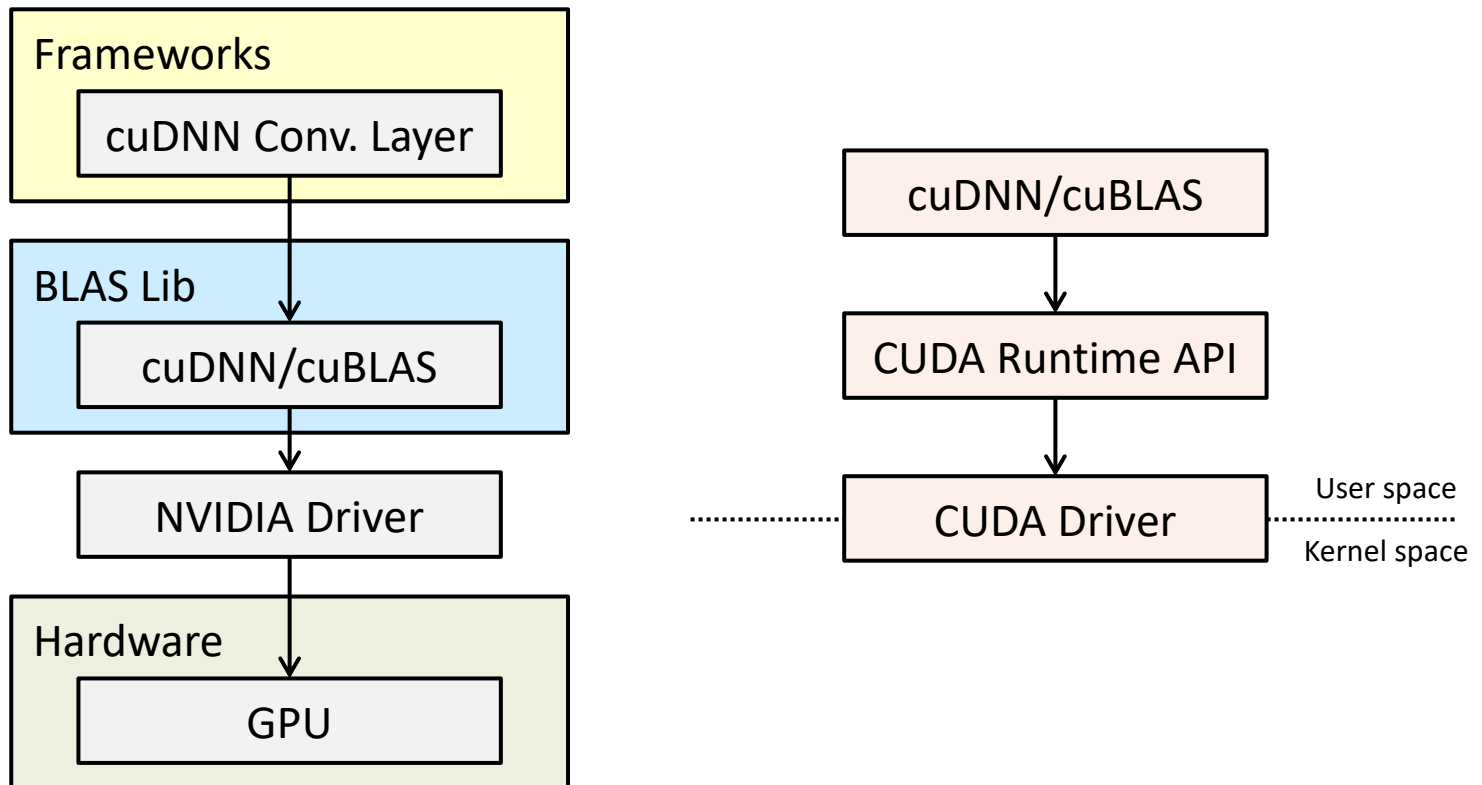 Frameworks
cuDNN Conv. Layer
BLAS Lib
cuDNN/cuBLAS
NVIDIA Driver
Hardware
GPU
cuDNN/cuBLAS
CUDA Runtime API
CUDA Driver
User space
Kernel space